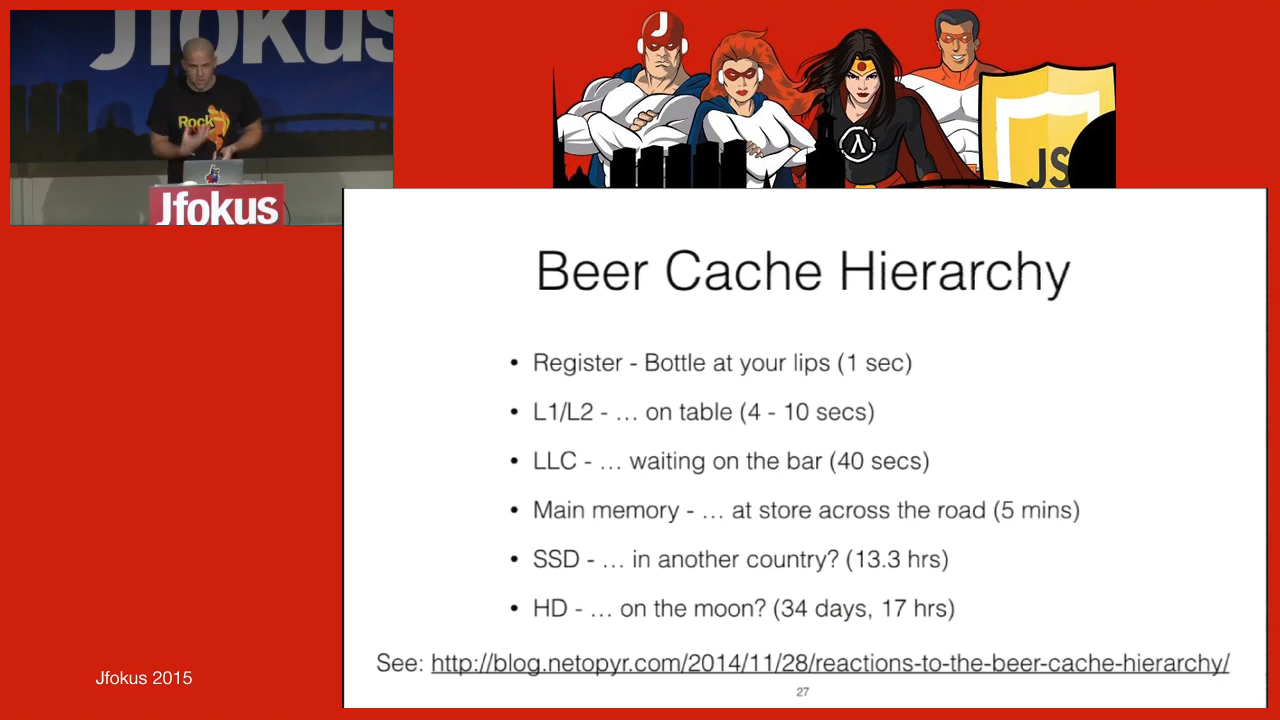 Jfokus
Rock
Jfokus
J
λ
JS
Beer Cache Hierarchy
• Register - Bottle at your lips (1 sec)
• L1/L2 - … on table (4 - 10 secs)
• LLC - … waiting on the bar (40 secs)
• Main memory - … at store across the road (5 mins)
• SSD - … in another country? (13.3 hrs)
• HD - … on the moon? (34 days, 17 hrs)
See: http://blog.netopyr.com/2014/11/28/reactions-to-the-beer-cache-hierarchy/
27
Jfokus 2015